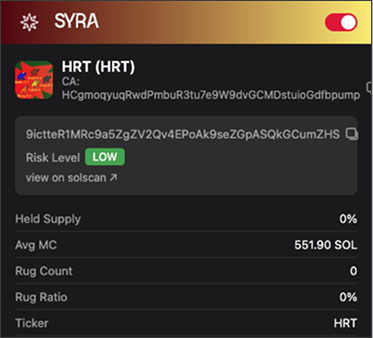 SYRA
HRT (HRT)
CA:
HCgmoqyuqRwdPmbuR3tu7e9W9dvGCMDstuioGdfbpump
9ictteR1MRc9a5ZgZV2Qv4EPoAk9seZGpASQkGCumZHS
Risk Level LOW
view on solscan ↗
Held Supply 0%
Avg MC 551.90 SOL
Rug Count 0
Rug Ratio 0%
Ticker HRT